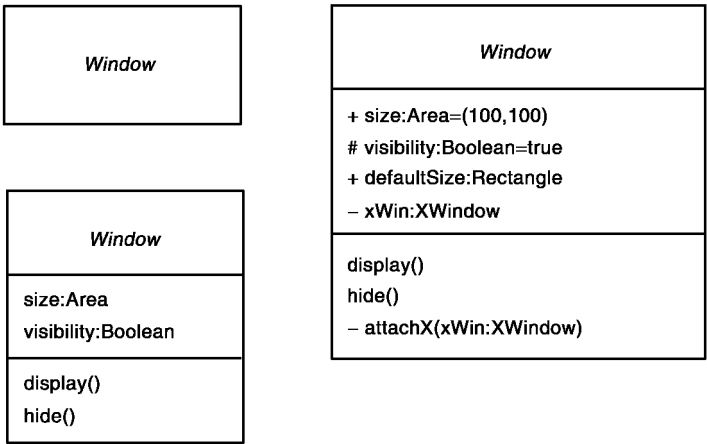 Window
Window
size:Area
visibility:Boolean
display()
hide()
Window
+ size:Area=(100,100)
# visibility:Boolean=true
+ defaultSize:Rectangle
– xWin:XWindow
display()
hide()
– attachX(xWin:XWindow)